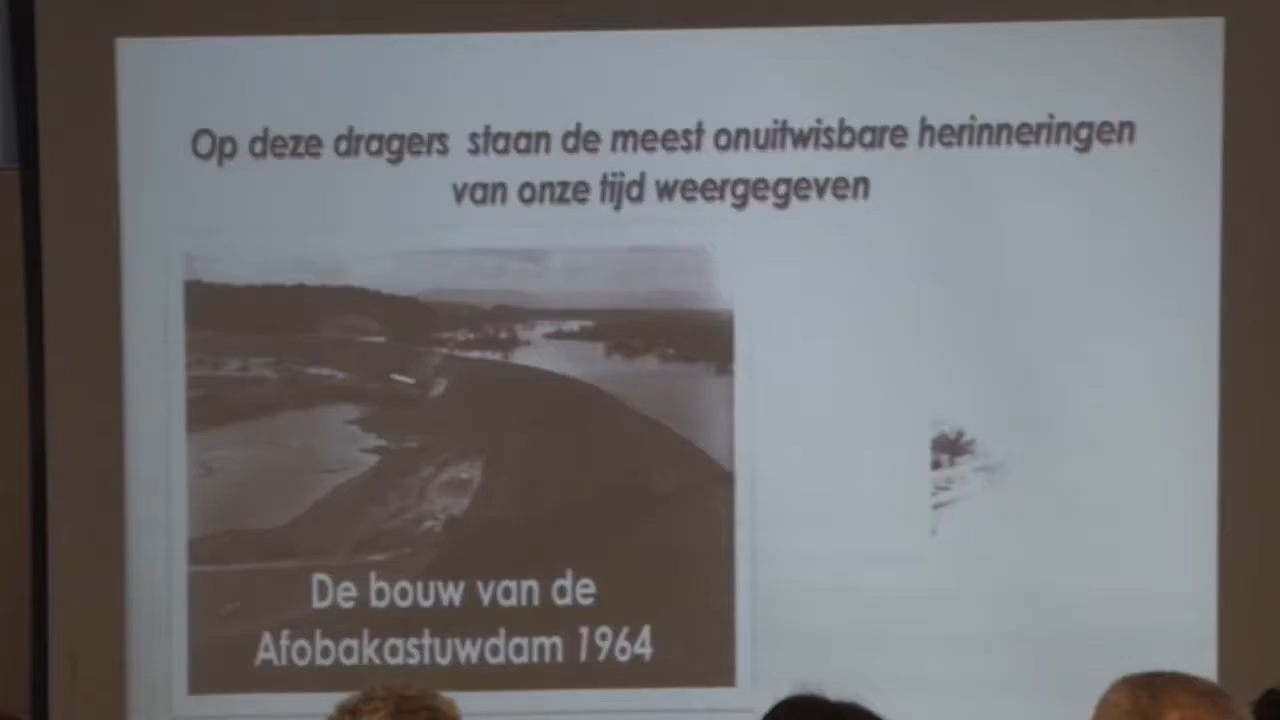 Op deze dragers staan de meest onuitwisbare herinneringen
van onze tijd weergegeven
De bouw van de
Afobakastuwdam 1964